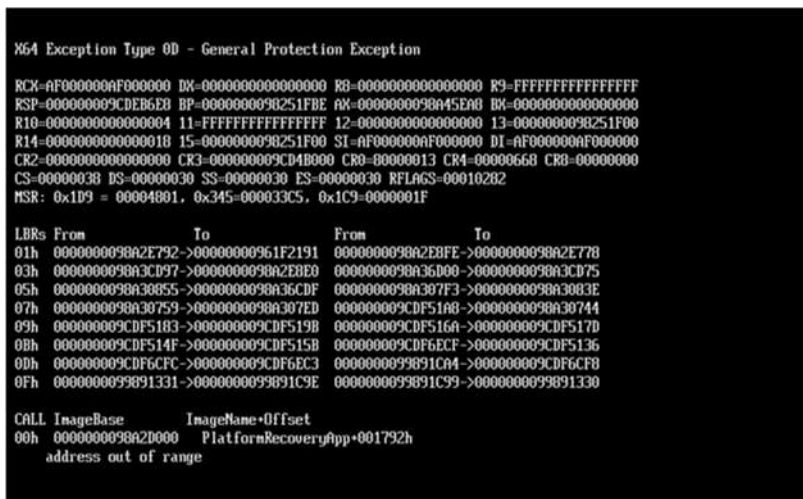 X64 Exception Type 0D - General Protection Exception
RCX=AF000000AF000000 DX=0000000000000000 R8=0000000000000000 R9=FFFFFFFFFFFFFFFF
RSP=000000009CDEB6E8 BP=0000000098251FBE AX=0000000098A45EA8 BX=0000000000000000
R10=0000000000000004 11=FFFFFFFFFFFFFFFF 12=0000000000000000 13=0000000098251F00
R14=0000000000000018 15=0000000098251F00 SI=AF000000AF000000 DI=AF000000AF000000
CR2=0000000000000000 CR3=000000009CD4B000 CR0=80000013 CR4=00000668 CR8=00000000
CS=00000038 DS=00000030 SS=00000030 ES=00000030 RFLAGS=00010282
MSR: 0x1D9 = 00004801, 0x345=000033C5, 0x1C9=0000001F
LBRs From To From To
01h 0000000098A2E792->00000000961F2191 0000000098A2E8FE->0000000098A2E778
03h 0000000098A3CD97->0000000098A2E8E0 0000000098A36D00->0000000098A3CD75
05h 0000000098A30855->0000000098A36CDF 0000000098A307F3->0000000098A3083E
07h 0000000098A30759->0000000098A307ED 000000009CDF51A8->0000000098A30744
09h 000000009CDF5183->000000009CDF519B 000000009CDF516A->000000009CDF517D
0Bh 000000009CDF514F->000000009CDF515B 000000009CDF6ECF->000000009CDF5136
0Dh 000000009CDF6CFC->000000009CDF6EC3 0000000099891CA4->000000009CDF6CF8
0Fh 0000000099891331->0000000099891C9E 0000000099891C99->0000000099891330
CALL ImageBase ImageName+Offset
00h 0000000098A2D000 PlatformRecoveryApp+001792h
address out of range